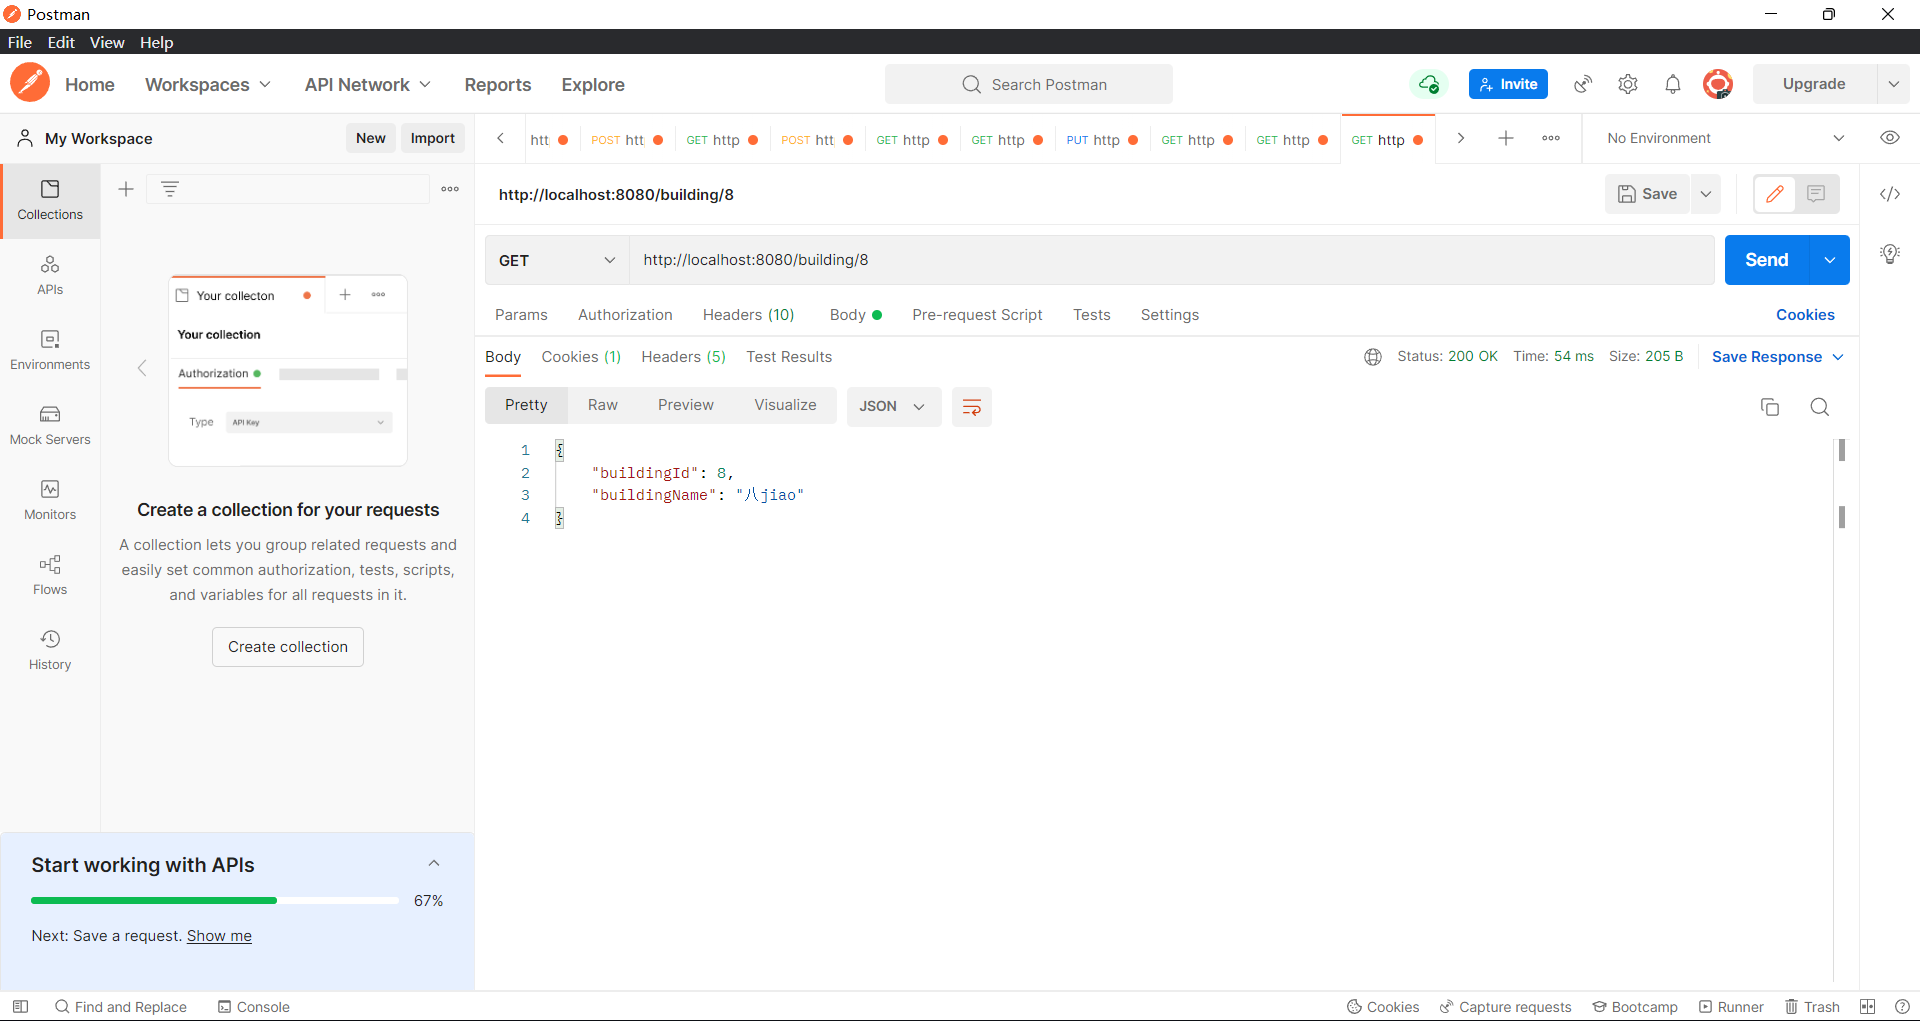 Postman
File Edit View Help
Home Workspaces API Network Reports Explore Search Postman Invite Upgrade
My Workspace New Import htt POST htt GET http POST htt GET http GET http PUT http GET http GET http GET http No Environment
Collections
APIs
Environments
Mock Servers
Monitors
Flows
History
Your collecton
Your collection
Authorization
Type API Key
Create a collection for your requests
A collection lets you group related requests and
easily set common authorization, tests, scripts,
and variables for all requests in it.
Create collection
Start working with APIs
67%
Next: Save a request. Show me
http://localhost:8080/building/8 Save
GET http://localhost:8080/building/8 Send
Params Authorization Headers (10) Body Pre-request Script Tests Settings Cookies
Body Cookies (1) Headers (5) Test Results Status: 200 OK Time: 54 ms Size: 205 B Save Response
Pretty Raw Preview Visualize JSON
1 {
2 "buildingId": 8,
3 "buildingName": "八jiao"
4 }
Find and Replace Console Cookies Capture requests Bootcamp Runner Trash